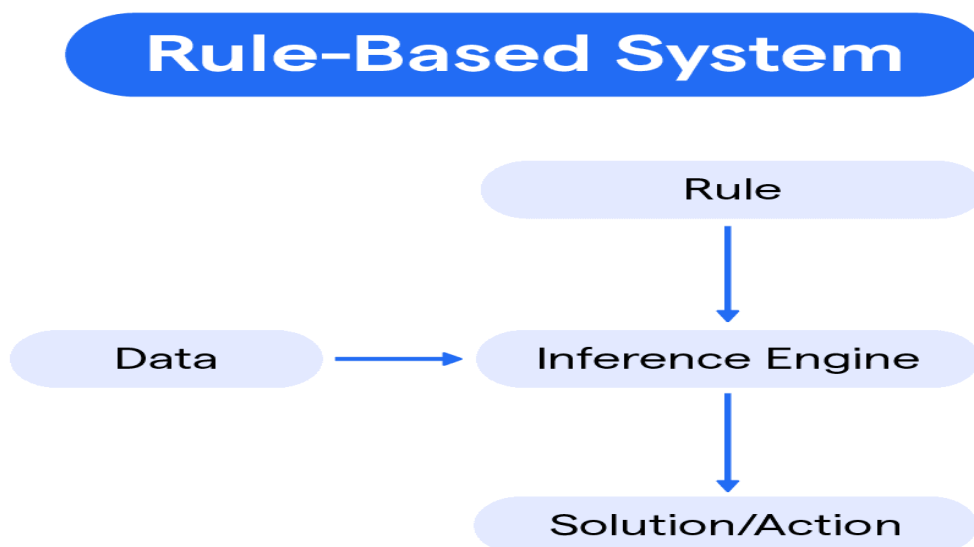 Rule-Based System
Rule
Data
Inference Engine
Solution/Action